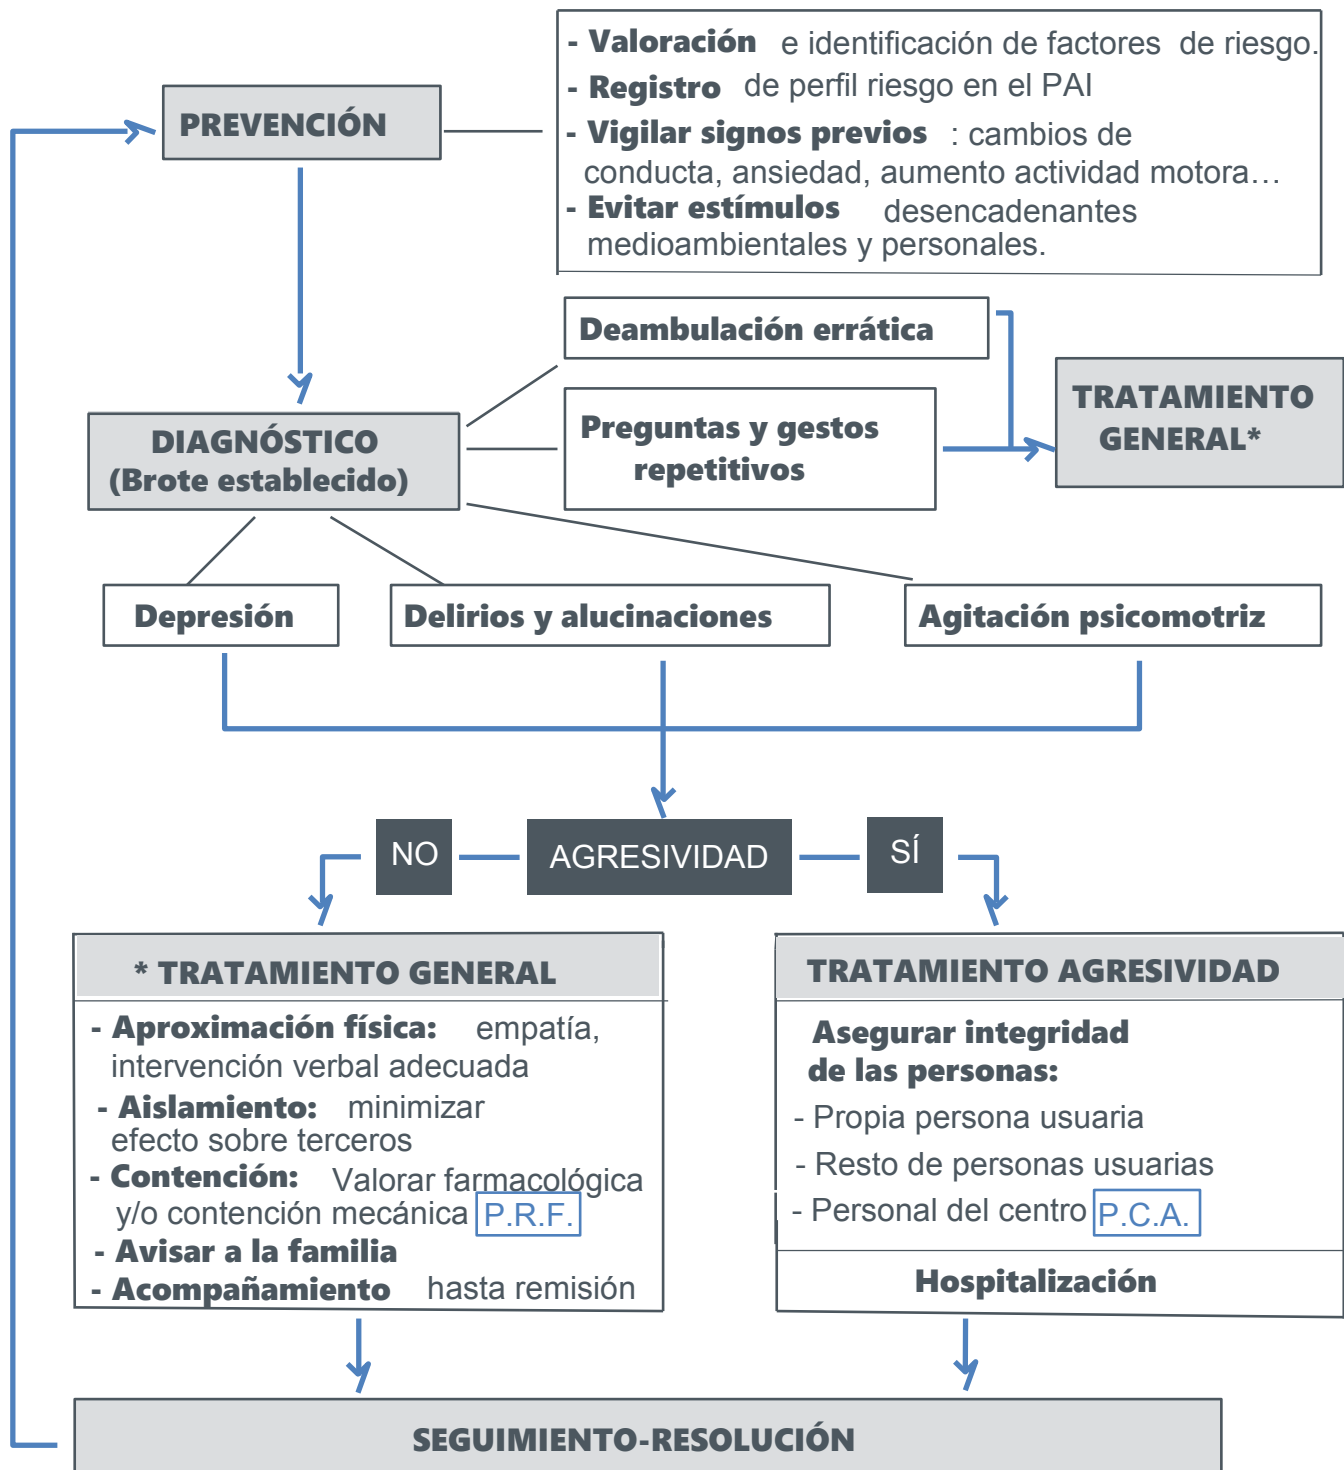 - Valoración e identificación de factores de riesgo.
- Registro de perfil riesgo en el PAI
- Vigilar signos previos : cambios de
conducta, ansiedad, aumento actividad motora…
- Evitar estímulos desencadenantes
medioambientales y personales.
PREVENCIÓN
Deambulación errática
Preguntas y gestos
repetitivos
TRATAMIENTO
GENERAL*
DIAGNÓSTICO
(Brote establecido)
Depresión
Delirios y alucinaciones
Agitación psicomotriz
NO
AGRESIVIDAD
SÍ
* TRATAMIENTO GENERAL
- Aproximación física: empatía,
intervención verbal adecuada
- Aislamiento: minimizar
efecto sobre terceros
- Contención: Valorar farmacológica
y/o contención mecánica P.R.F.
- Avisar a la familia
- Acompañamiento hasta remisión
TRATAMIENTO AGRESIVIDAD
Asegurar integridad
de las personas:
- Propia persona usuaria
- Resto de personas usuarias
- Personal del centro P.C.A.
Hospitalización
SEGUIMIENTO-RESOLUCIÓN